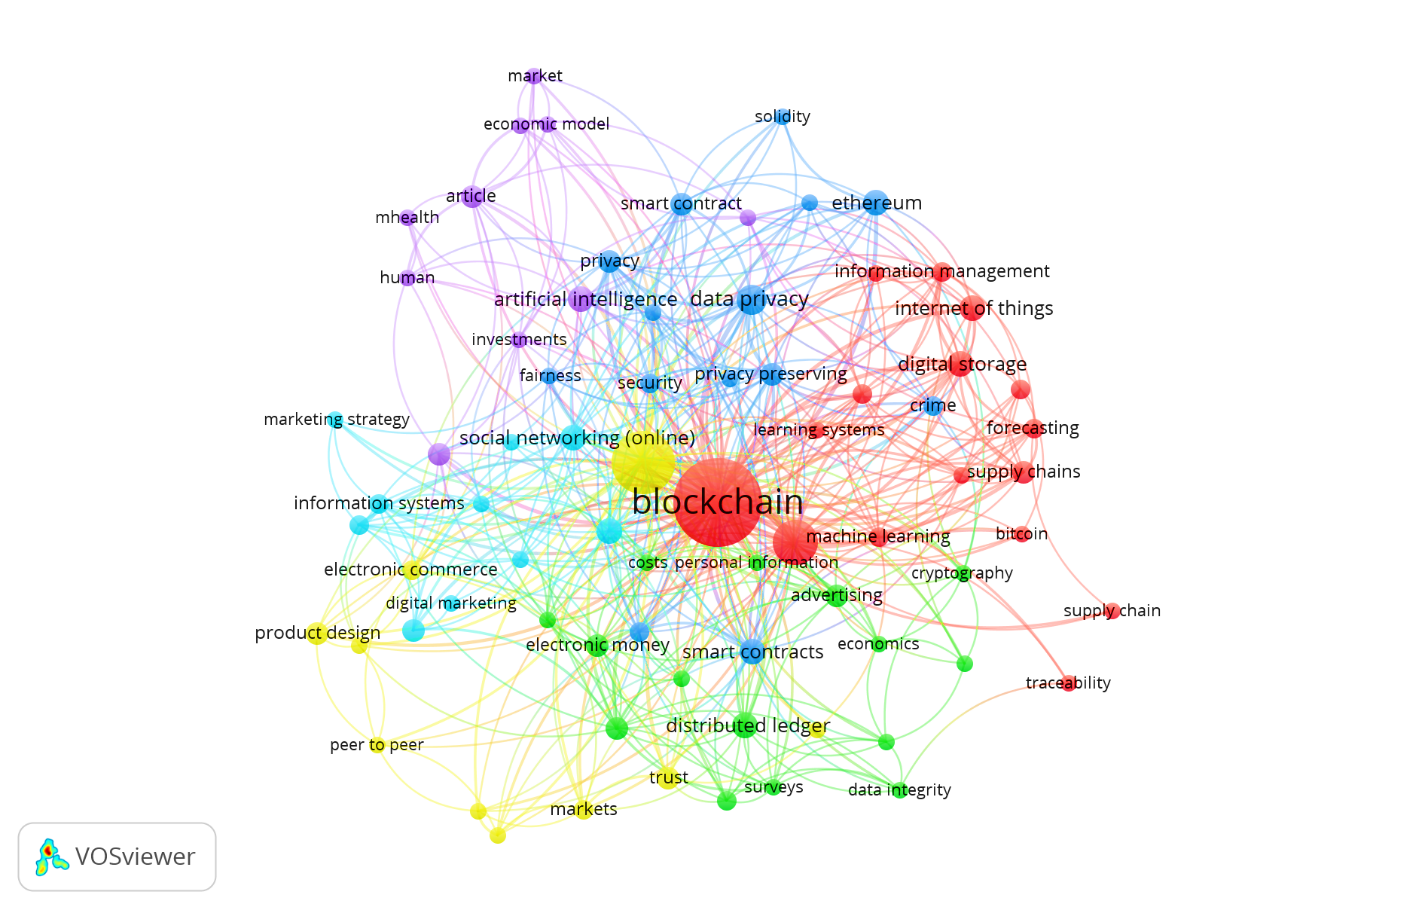 market
economic model
solidity
article
smart contract
ethereum
mhealth
privacy
information management
human
artificial intelligence
data privacy
internet of things
investments
digital storage
fairness
security
privacy preserving
crime
marketing strategy
social networking (online)
learning systems
forecasting
supply chains
information systems
blockchain
machine learning
bitcoin
electronic commerce
costs
personal information
cryptography
digital marketing
advertising
supply chain
product design
electronic money
smart contracts
economics
traceability
peer to peer
distributed ledger
trust
surveys
data integrity
markets
VOSviewer